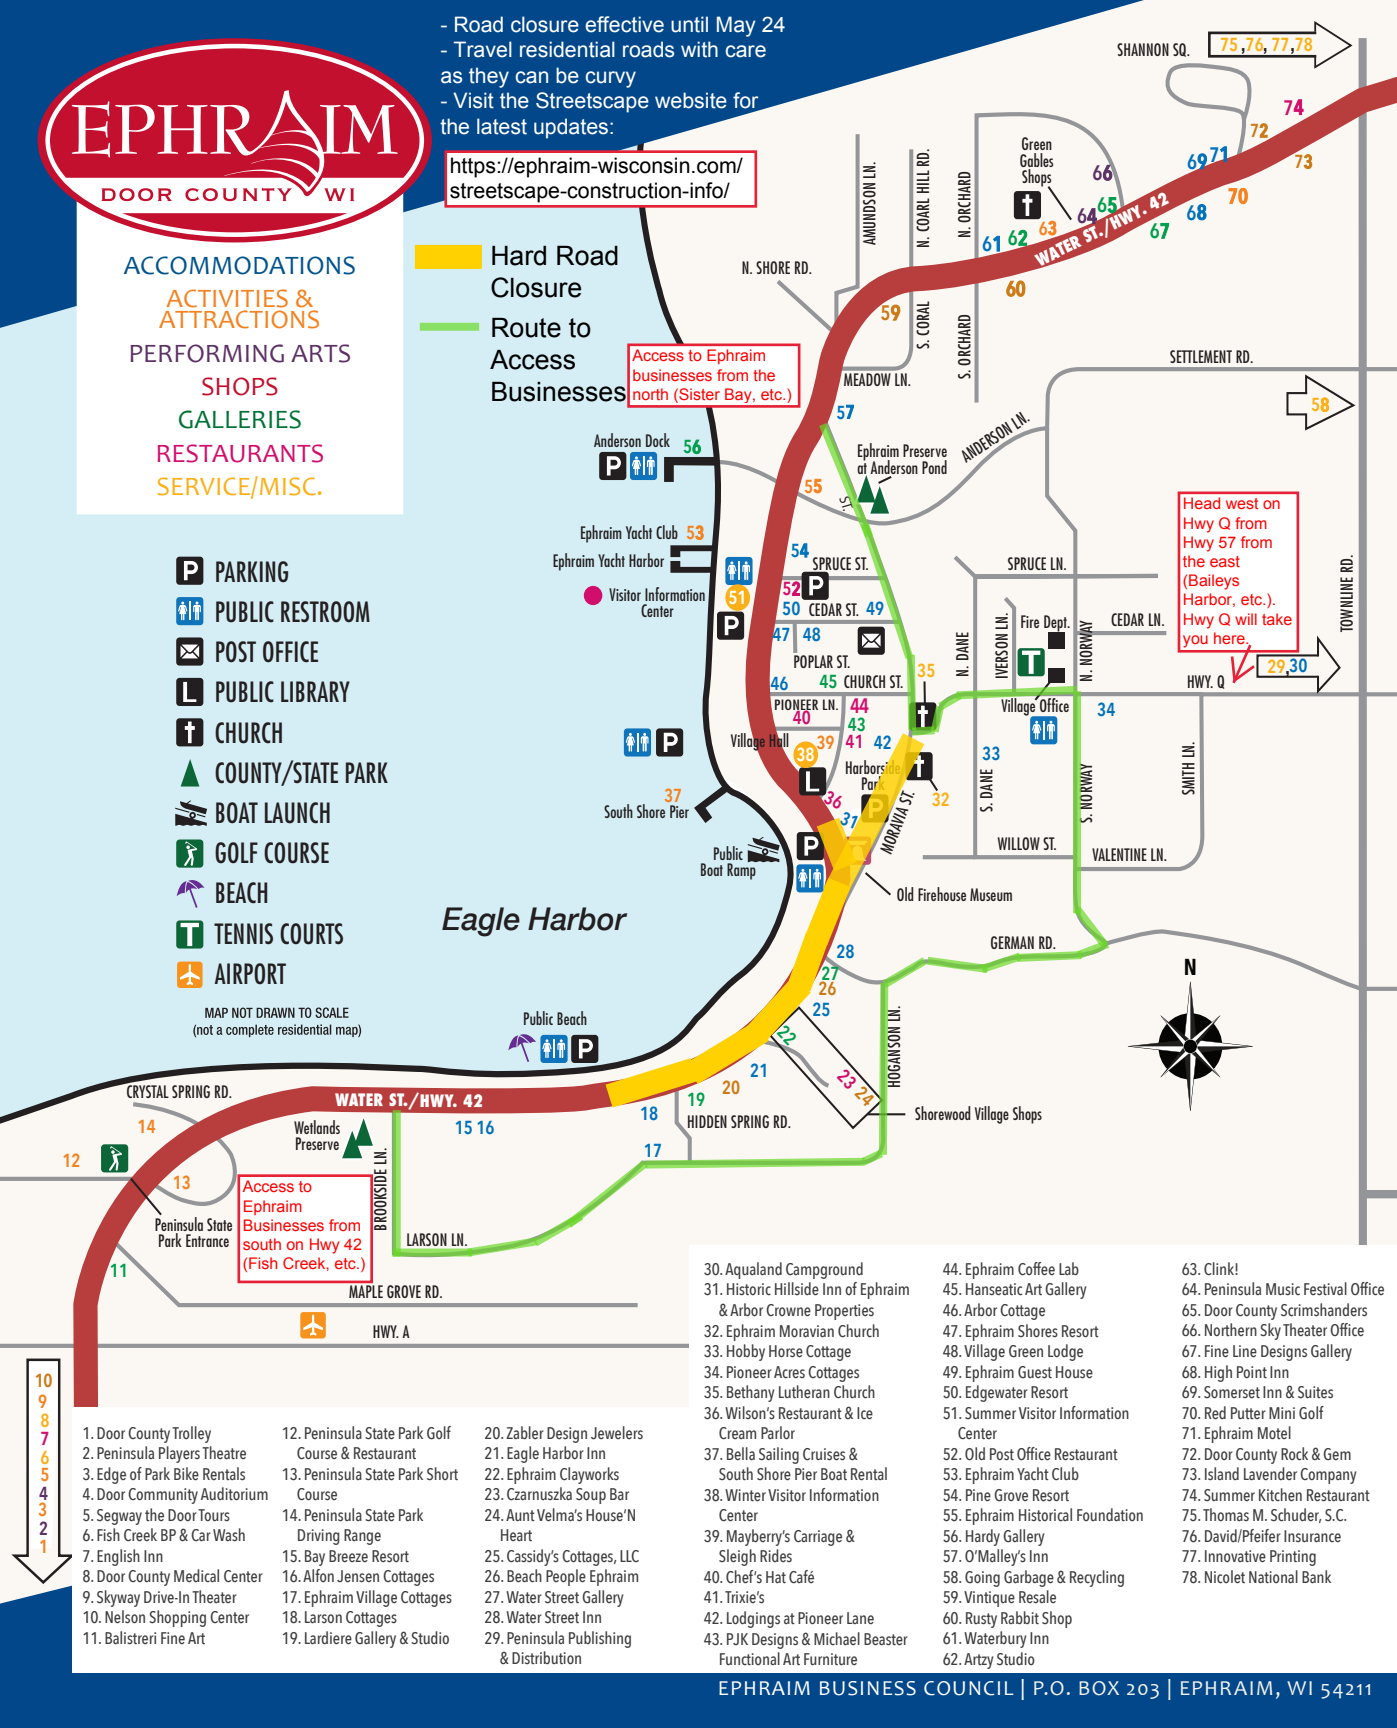 - Road closure effective until May 24
- Travel residential roads with care
as they can be curvy
- Visit the Streetscape website for
the latest updates:
https://ephraim-wisconsin.com/
streetscape-construction-info/
EPHRAIM
DOOR COUNTY WI
ACCOMMODATIONS
ACTIVITIES &
ATTRACTIONS
PERFORMING ARTS
SHOPS
GALLERIES
RESTAURANTS
SERVICE/MISC.
Hard Road
Closure
Route to
Access
Businesses
Access to Ephraim
businesses from the
north (Sister Bay, etc.)
P PARKING
PUBLIC RESTROOM
POST OFFICE
L PUBLIC LIBRARY
CHURCH
COUNTY/STATE PARK
BOAT LAUNCH
GOLF COURSE
BEACH
T TENNIS COURTS
AIRPORT
MAP NOT DRAWN TO SCALE
(not a complete residential map)
SHANNON SQ.
75,76, 77,78
74
72
73
71
69
70
68
67
66
65
64
Green
Gables
Shops
63
62
61
60
WATER ST./HWY. 42
AMUNDSON LN.
N. COARL HILL RD.
N. ORCHARD
N. SHORE RD.
59
S. CORAL
S. ORCHARD
MEADOW LN.
SETTLEMENT RD.
58
57
Anderson Dock
56
P
Ephraim Preserve
at Anderson Pond
ANDERSON LN.
55
ST.
Ephraim Yacht Club
53
Ephraim Yacht Harbor
Visitor Information
Center
51
P
54
SPRUCE ST.
52
P
50
CEDAR ST.
49
47
48
POPLAR ST.
46
45
CHURCH ST.
35
PIONEER LN.
40
44
43
Village Hall
39
41
42
38
L
Harborside
Park
P
36
31
32
MORAVIA ST.
Head west on
Hwy Q from
Hwy 57 from
the east
(Baileys
Harbor, etc.).
Hwy Q will take
you here.
29,30
HWY. Q
TOWNLINE RD.
SPRUCE LN.
CEDAR LN.
Fire Dept.
T
IVERSON LN.
N. DANE
N. NORWAY
Village Office
34
33
S. DANE
S. NORWAY
SMITH LN.
WILLOW ST.
VALENTINE LN.
P
37
South Shore Pier
Public
Boat Ramp
P
Old Firehouse Museum
Eagle Harbor
GERMAN RD.
28
27
26
25
22
23
24
HOGANSON LN.
Shorewood Village Shops
N
Public Beach
P
21
20
19
18
HIDDEN SPRING RD.
17
WATER ST./HWY. 42
15 16
CRYSTAL SPRING RD.
14
12
13
Wetlands
Preserve
BROOKSIDE LN.
LARSON LN.
Peninsula State
Park Entrance
Access to
Ephraim
Businesses from
south on Hwy 42
(Fish Creek, etc.)
11
MAPLE GROVE RD.
HWY. A
10
9
8
7
6
5
4
3
2
1
1. Door County Trolley
2. Peninsula Players Theatre
3. Edge of Park Bike Rentals
4. Door Community Auditorium
5. Segway the Door Tours
6. Fish Creek BP & Car Wash
7. English Inn
8. Door County Medical Center
9. Skyway Drive-In Theater
10. Nelson Shopping Center
11. Balistreri Fine Art
12. Peninsula State Park Golf
Course & Restaurant
13. Peninsula State Park Short
Course
14. Peninsula State Park
Driving Range
15. Bay Breeze Resort
16. Alfon Jensen Cottages
17. Ephraim Village Cottages
18. Larson Cottages
19. Lardiere Gallery & Studio
20. Zabler Design Jewelers
21. Eagle Harbor Inn
22. Ephraim Clayworks
23. Czarnuszka Soup Bar
24. Aunt Velma's House'N
Heart
25. Cassidy's Cottages, LLC
26. Beach People Ephraim
27. Water Street Gallery
28. Water Street Inn
29. Peninsula Publishing
& Distribution
30. Aqualand Campground
31. Historic Hillside Inn of Ephraim
& Arbor Crowne Properties
32. Ephraim Moravian Church
33. Hobby Horse Cottage
34. Pioneer Acres Cottages
35. Bethany Lutheran Church
36. Wilson's Restaurant & Ice
Cream Parlor
37. Bella Sailing Cruises &
South Shore Pier Boat Rental
38. Winter Visitor Information
Center
39. Mayberry's Carriage &
Sleigh Rides
40. Chef's Hat Café
41. Trixie's
42. Lodgings at Pioneer Lane
43. PJK Designs & Michael Beaster
Functional Art Furniture
44. Ephraim Coffee Lab
45. Hanseatic Art Gallery
46. Arbor Cottage
47. Ephraim Shores Resort
48. Village Green Lodge
49. Ephraim Guest House
50. Edgewater Resort
51. Summer Visitor Information
Center
52. Old Post Office Restaurant
53. Ephraim Yacht Club
54. Pine Grove Resort
55. Ephraim Historical Foundation
56. Hardy Gallery
57. O'Malley's Inn
58. Going Garbage & Recycling
59. Vintique Resale
60. Rusty Rabbit Shop
61. Waterbury Inn
62. Artzy Studio
63. Clink!
64. Peninsula Music Festival Office
65. Door County Scrimshanders
66. Northern Sky Theater Office
67. Fine Line Designs Gallery
68. High Point Inn
69. Somerset Inn & Suites
70. Red Putter Mini Golf
71. Ephraim Motel
72. Door County Rock & Gem
73. Island Lavender Company
74. Summer Kitchen Restaurant
75. Thomas M. Schuder, S.C.
76. David/Pfeifer Insurance
77. Innovative Printing
78. Nicolet National Bank
EPHRAIM BUSINESS COUNCIL | P.O. BOX 203 | EPHRAIM, WI 54211